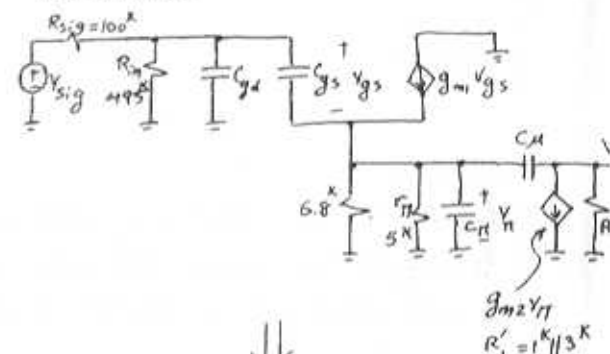 Rsig=100ᴷ
Rin
495ᴷ
Vsig
Cgd
Cgs
Vgs
gm1 Vgs
6.8ᴷ
rπ
5ᴷ
Cπ
Vπ
Cμ
V
R
gm2 Vπ
R'L = 1ᴷ||3ᴷ